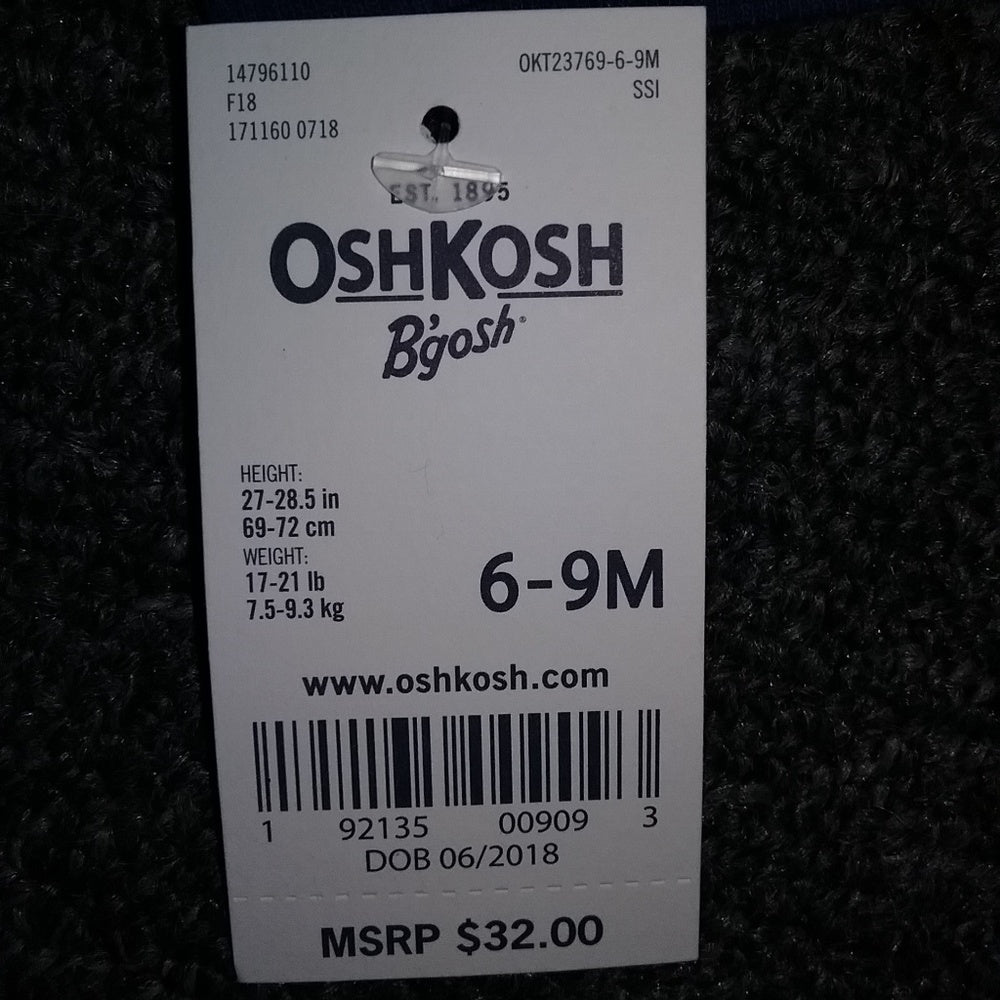 14796110
F18
171160 0718
OKT23769-6-9M
SSI
EST. 1895
OSHKOSH
B'gosh®
HEIGHT:
27-28.5 in
69-72 cm
WEIGHT:
17-21 lb
7.5-9.3 kg
6-9M
www.oshkosh.com
1 92135 00909 3
DOB 06/2018
MSRP $32.00